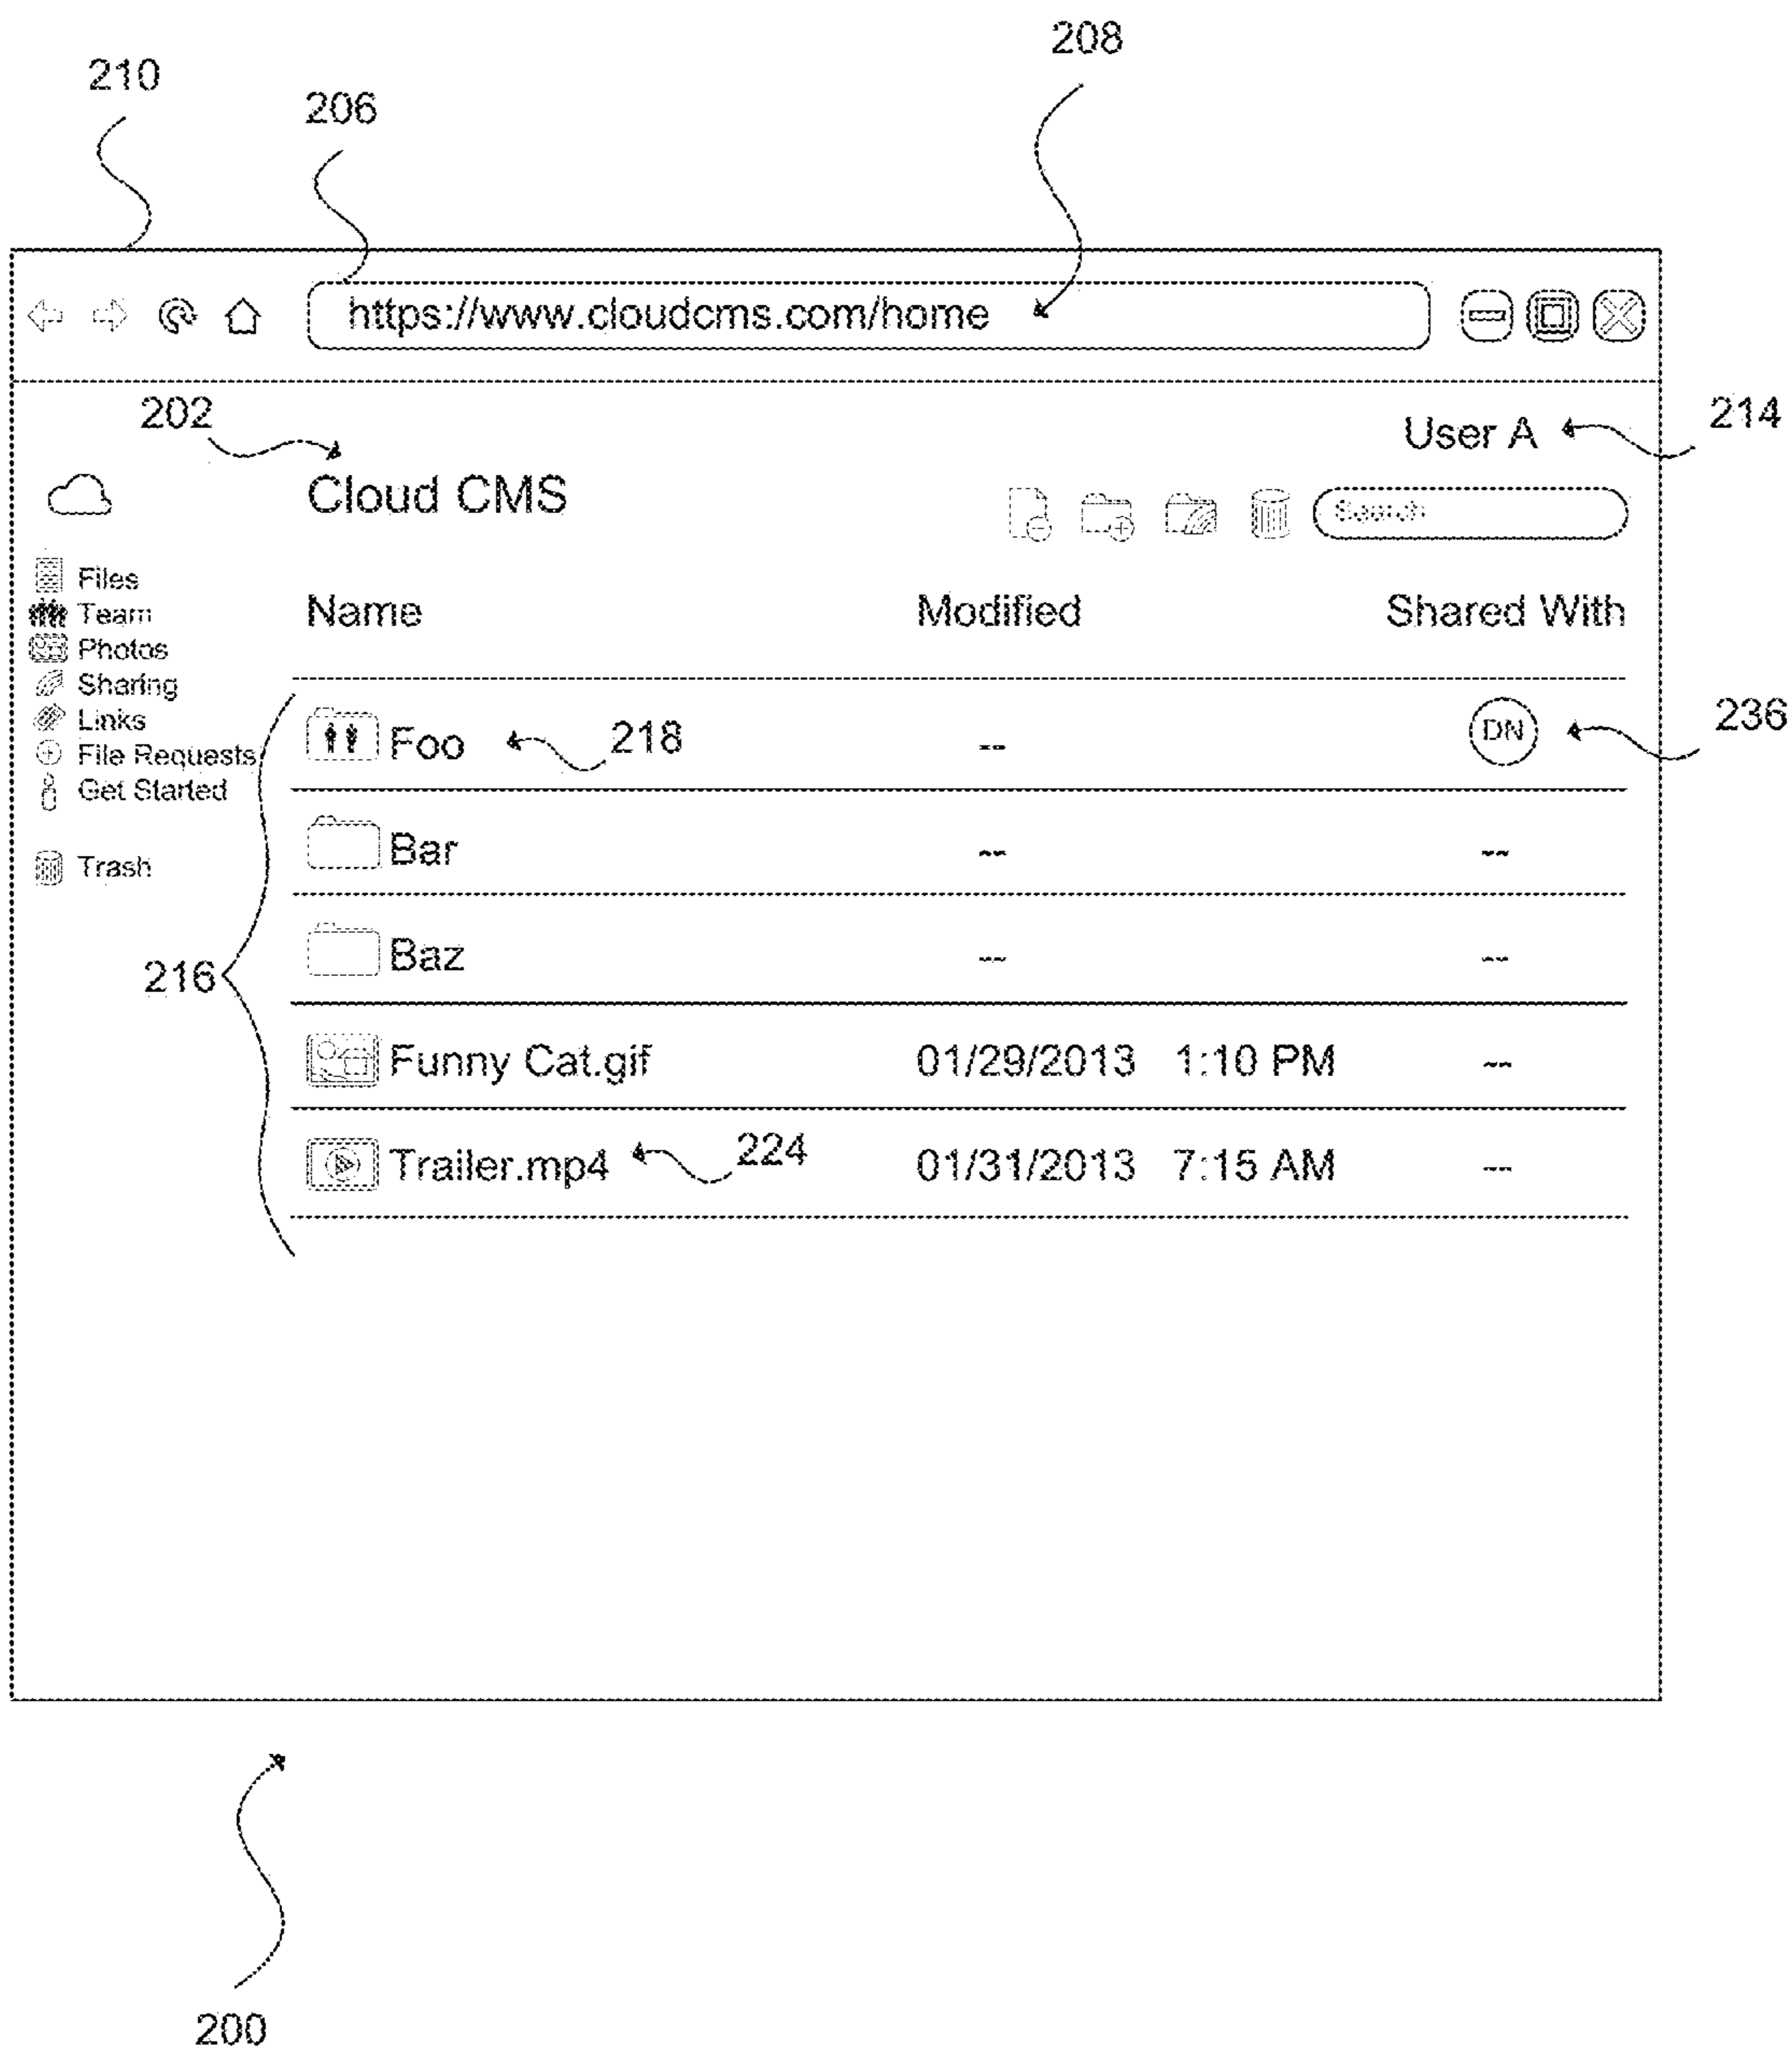 208
210
206
https://www.cloudcms.com/home
202
User A
214
Cloud CMS
Search
Files
Team
Photos
Sharing
Links
File Requests
Get Started
Trash
Name Modified Shared With
Foo 218 -- DN 236
Bar -- --
Baz -- --
216
Funny Cat.gif 01/29/2013 1:10 PM --
Trailer.mp4 224 01/31/2013 7:15 AM --
200